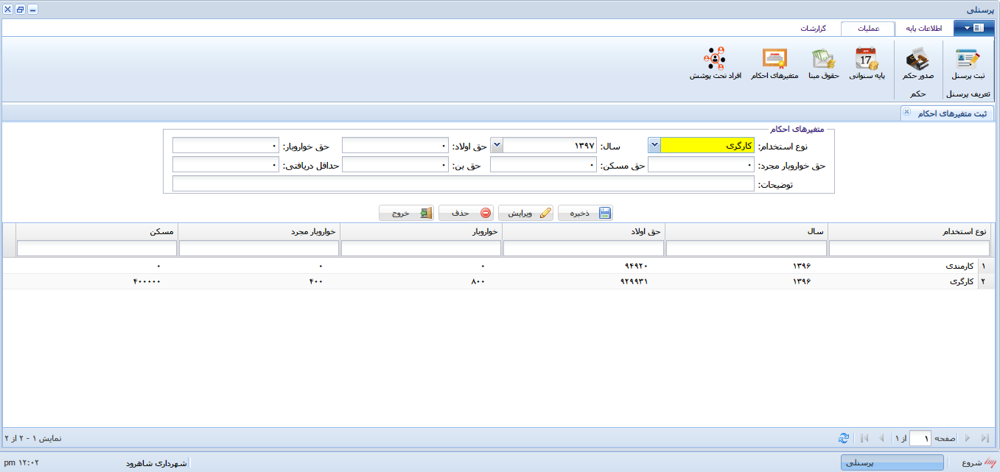 پرسنلی
اطلاعات پایه عملیات گزارشات
ثبت پرسنل صدور حکم پایه سنواتی حقوق مبنا متغیرهای احکام افراد تحت پوشش
تعریف پرسنل حکم
ثبت متغیرهای احکام
متغیرهای احکام
نوع استخدام: کارگری سال: ۱۳۹۷ حق اولاد: ۰ حق خواروبار: ۰
حق خواروبار مجرد: ۰ حق مسکن: ۰ حق بن: ۰ حداقل دریافتی: ۰
توضیحات:
ذخیره ویرایش حذف خروج
نوع استخدام سال حق اولاد خواروبار خواروبار مجرد مسکن
۱ کارمندی ۱۳۹۶ ۹۴۹۲۰ ۰ ۰ ۰
۲ کارگری ۱۳۹۶ ۹۲۹۹۳۱ ۸۰۰ ۴۰۰ ۴۰۰۰۰۰
صفحه ۱ از ۱ نمایش ۱ - ۲ از ۲
شروع پرسنلی شهرداری شاهرود ۱۲:۰۲ pm